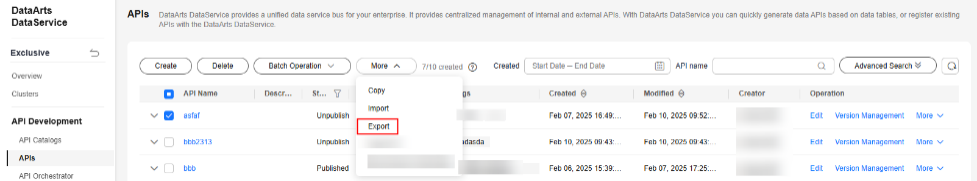 DataArts
DataService
Exclusive
Overview
Clusters
API Development
API Catalogs
APIs
API Orchestrator
APIs
DataArts DataService provides a unified data service bus for your enterprise. It provides centralized management of internal and external APIs. With DataArts DataService you can quickly generate data APIs based on data tables, or register existing
APIs with the DataArts DataService.
Create Delete Batch Operation More 7/10 created Created Start Date — End Date API name Advanced Search
API Name Descr... St... gs Created Modified Creator Operation
Copy
Import
Export
asfaf Unpublish Feb 07, 2025 16:49:... Feb 10, 2025 09:52:... Edit Version Management More
bbb2313 Unpublish adasda Feb 10, 2025 09:43:... Feb 10, 2025 09:43:... Edit Version Management More
bbb Published Feb 06, 2025 15:39:... Feb 07, 2025 17:25:... Edit Version Management More